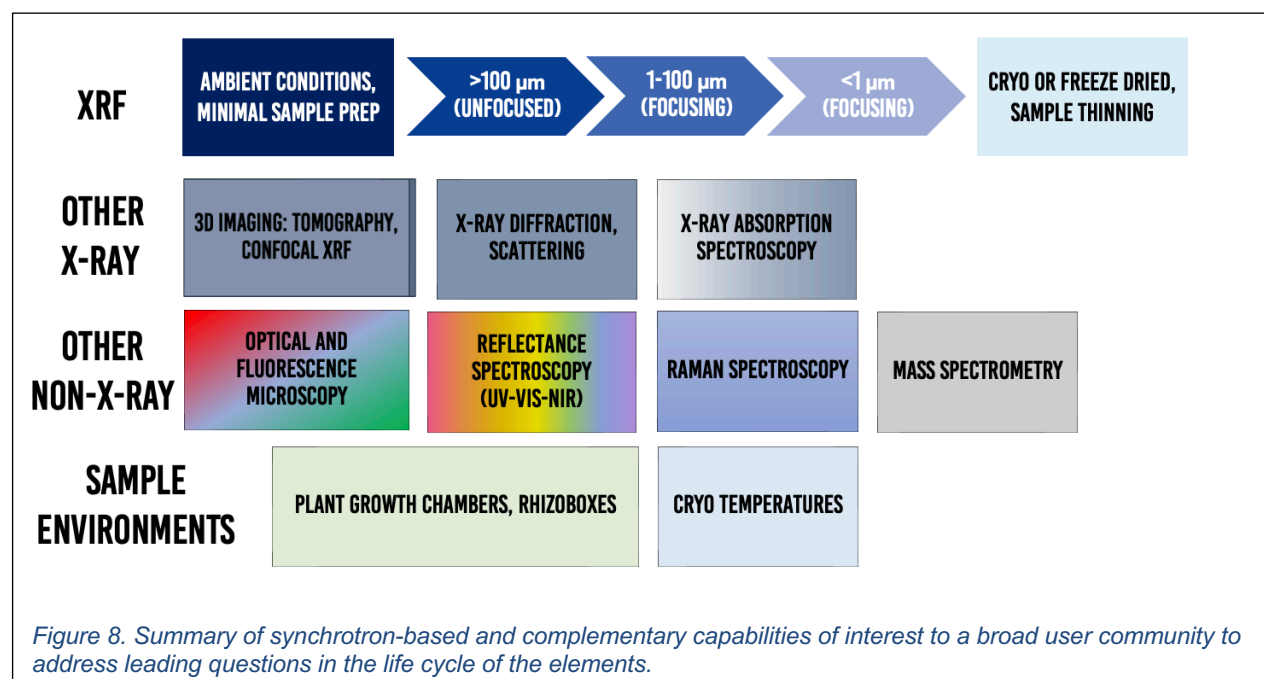 XRF
AMBIENT CONDITIONS,
MINIMAL SAMPLE PREP
>100 µm
(UNFOCUSED)
1-100 µm
(FOCUSING)
<1 µm
(FOCUSING)
CRYO OR FREEZE DRIED,
SAMPLE THINNING
OTHER
X-RAY
3D IMAGING: TOMOGRAPHY,
CONFOCAL XRF
X-RAY DIFFRACTION,
SCATTERING
X-RAY ABSORPTION
SPECTROSCOPY
OTHER
NON-X-RAY
OPTICAL AND
FLUORESCENCE
MICROSCOPY
REFLECTANCE
SPECTROSCOPY
(UV-VIS-NIR)
RAMAN SPECTROSCOPY
MASS SPECTROMETRY
SAMPLE
ENVIRONMENTS
PLANT GROWTH CHAMBERS, RHIZOBOXES
CRYO TEMPERATURES
Figure 8. Summary of synchrotron-based and complementary capabilities of interest to a broad user community to
address leading questions in the life cycle of the elements.